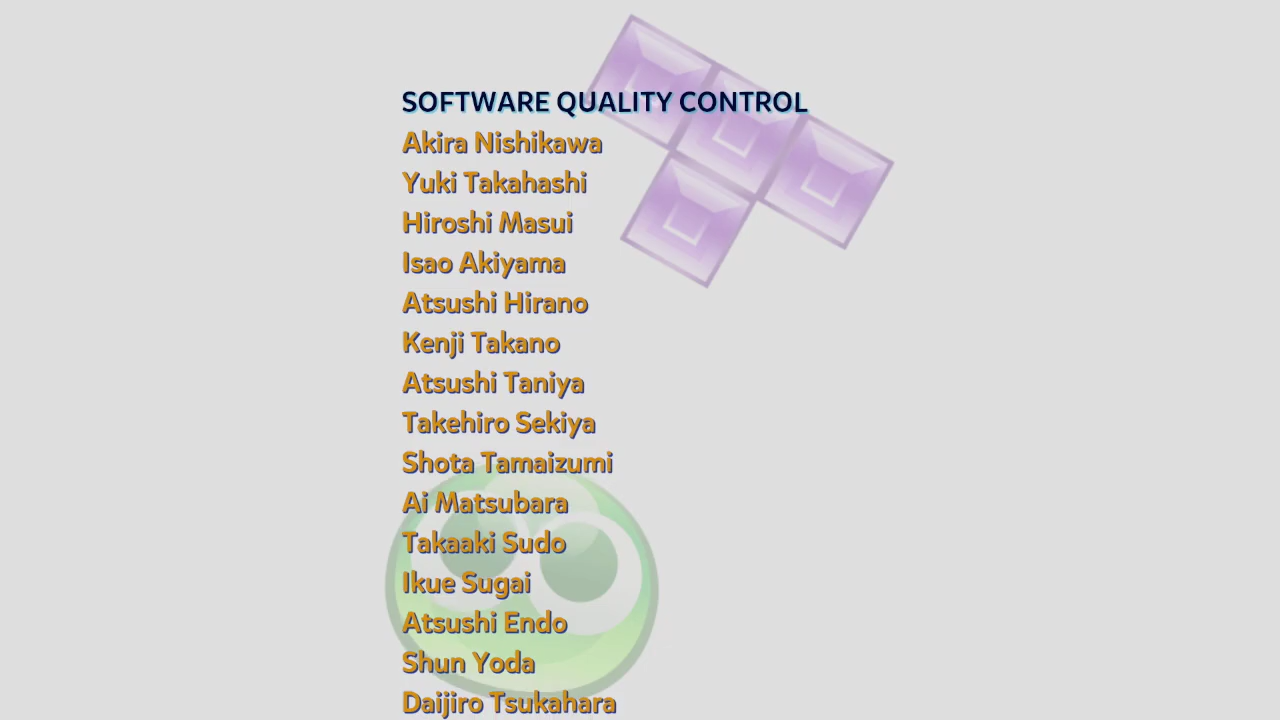 SOFTWARE QUALITY CONTROL
Akira Nishikawa
Yuki Takahashi
Hiroshi Masui
Isao Akiyama
Atsushi Hirano
Kenji Takano
Atsushi Taniya
Takehiro Sekiya
Shota Tamaizumi
Ai Matsubara
Takaaki Sudo
Ikue Sugai
Atsushi Endo
Shun Yoda
Daijiro Tsukahara